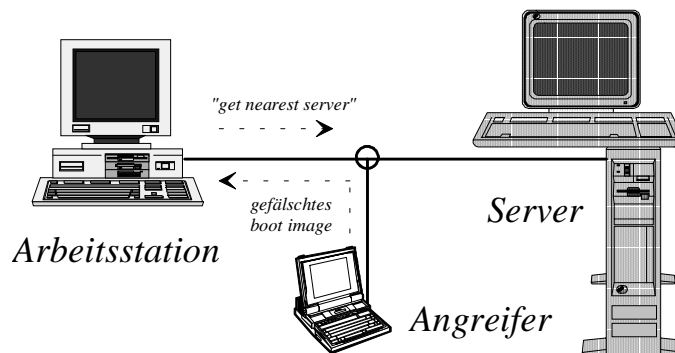 "get nearest server"
gefälschtes
boot image
Arbeitsstation
Server
Angreifer